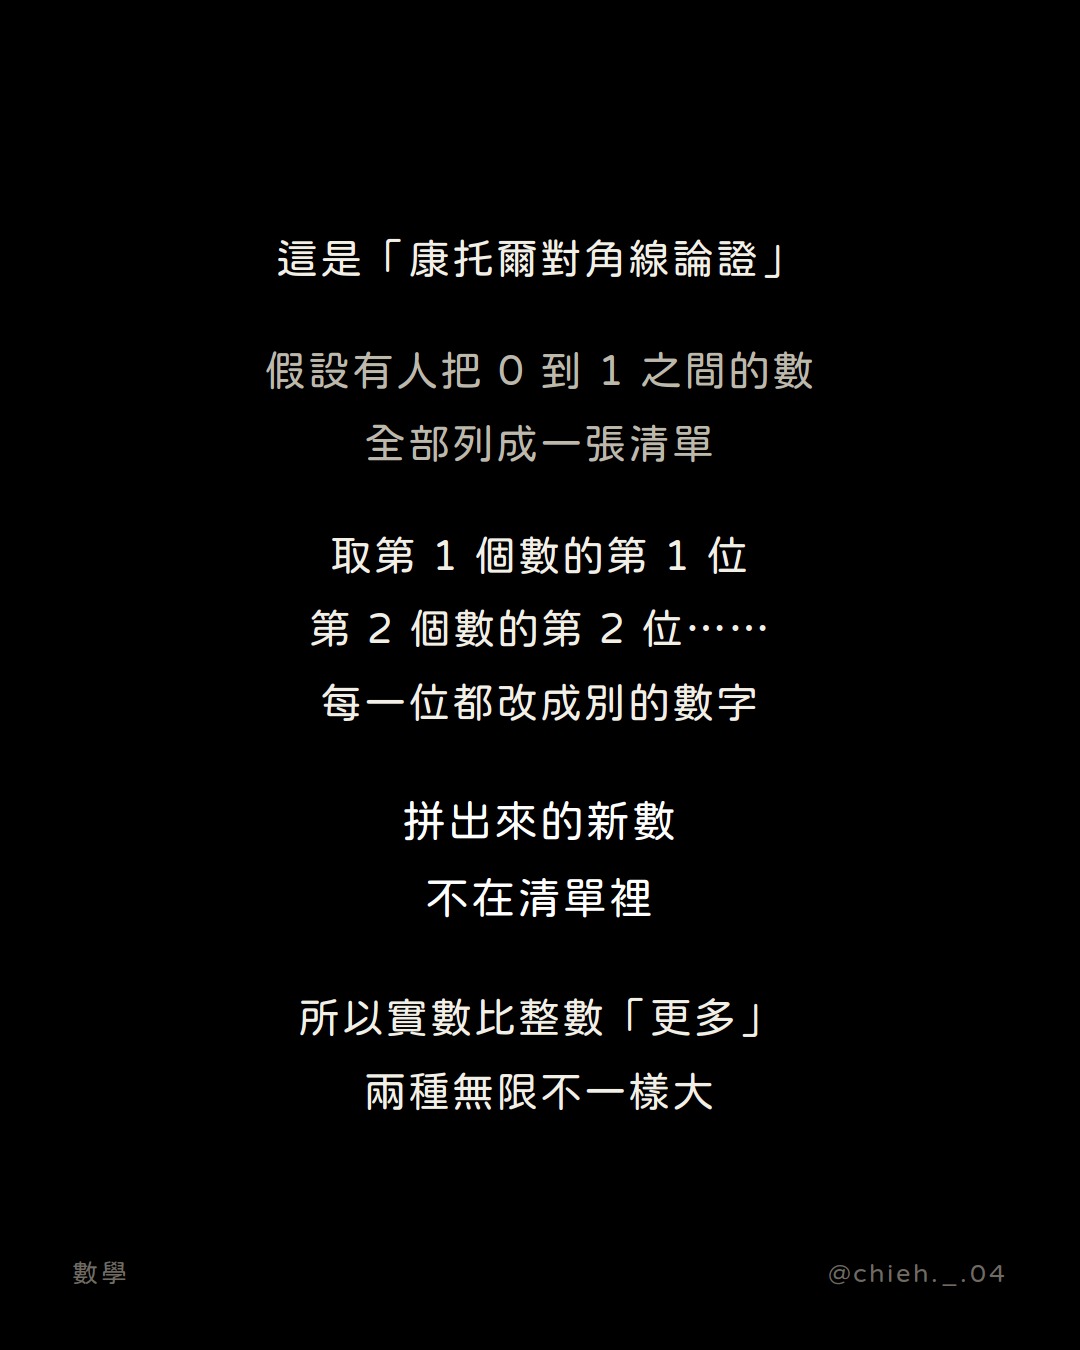 這是「康托爾對角線論證」
假設有人把 0 到 1 之間的數
全部列成一張清單
取第 1 個數的第 1 位
第 2 個數的第 2 位……
每一位都改成別的數字
拼出來的新數
不在清單裡
所以實數比整數「更多」
兩種無限不一樣大
數學
@chieh._.04